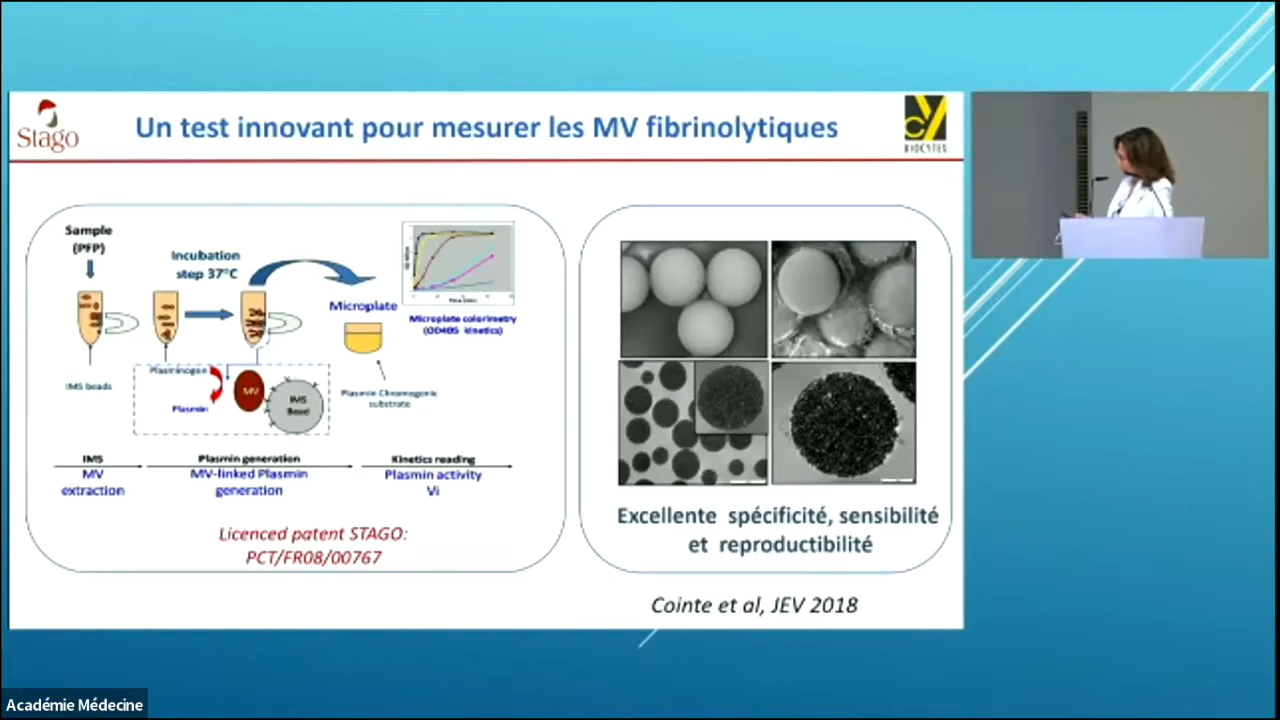 Stago
Un test innovant pour mesurer les MV fibrinolytiques
BIOCYTEX
Sample
(PFP)
Incubation
step 37°C
Microplate
Microplate colorimetry
(OD405 kinetics)
IMS beads
Plasminogen
Plasmin
MV
IMS
Bead
Plasmin Chromogenic
substrate
IMS
MV
extraction
Plasmin generation
MV-linked Plasmin
generation
Kinetics reading
Plasmin activity
Vi
Licenced patent STAGO:
PCT/FR08/00767
Excellente spécificité, sensibilité
et reproductibilité
Cointe et al, JEV 2018
Académie Médecine